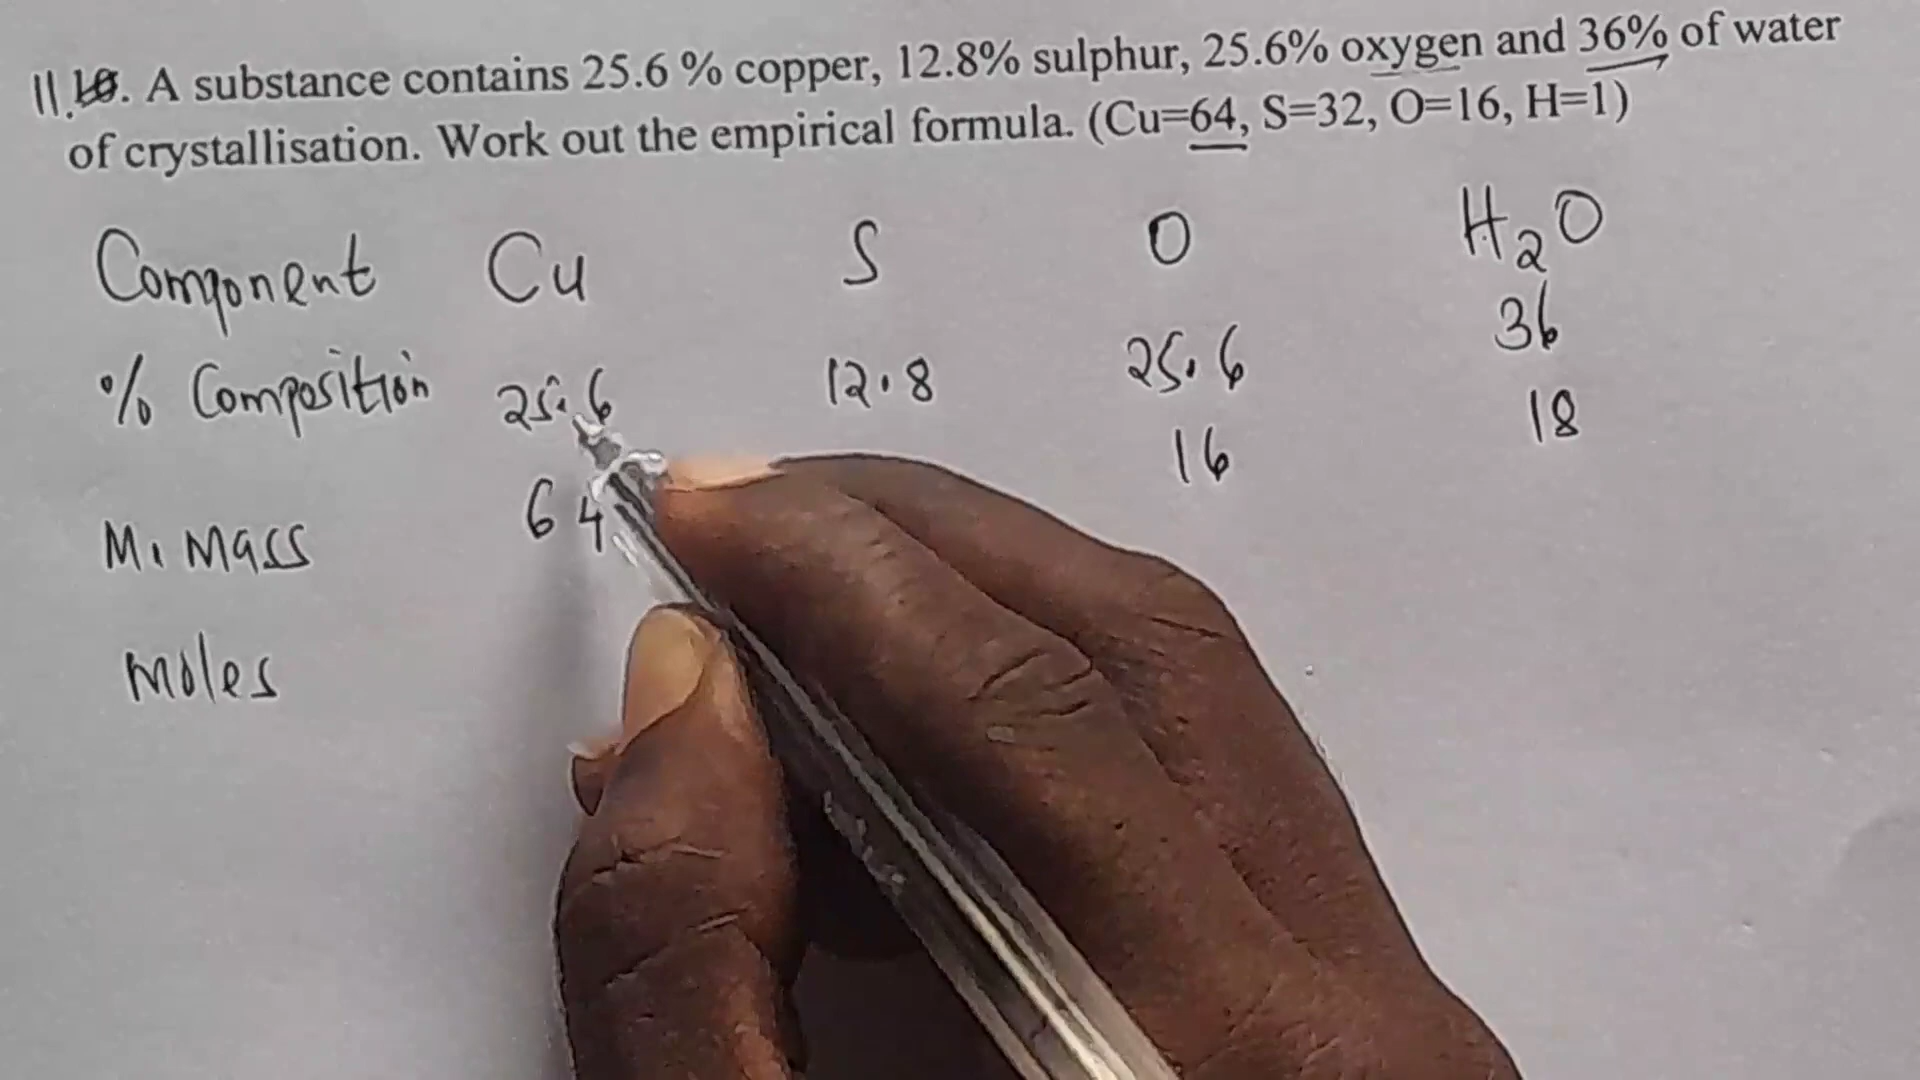 11. 10. A substance contains 25.6 % copper, 12.8% sulphur, 25.6% oxygen and 36% of water
of crystallisation. Work out the empirical formula. (Cu=64, S=32, O=16, H=1)
Component Cu S O H₂O
% Composition 25.6 12.8 25.6 36
M. Mass 64 16 18
Moles